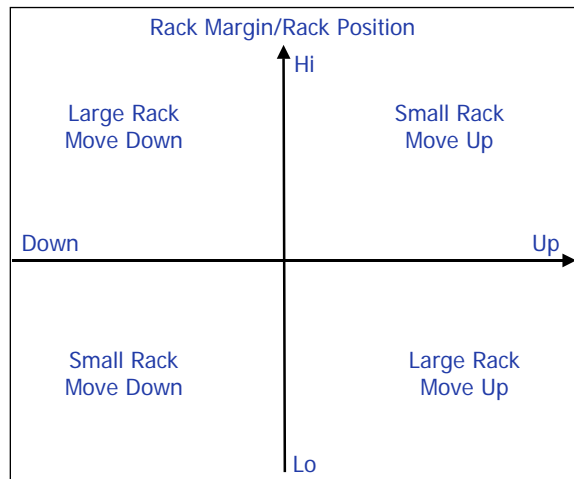 Rack Margin/Rack Position
Hi
Large Rack
Move Down
Small Rack
Move Up
Down
Up
Small Rack
Move Down
Large Rack
Move Up
Lo